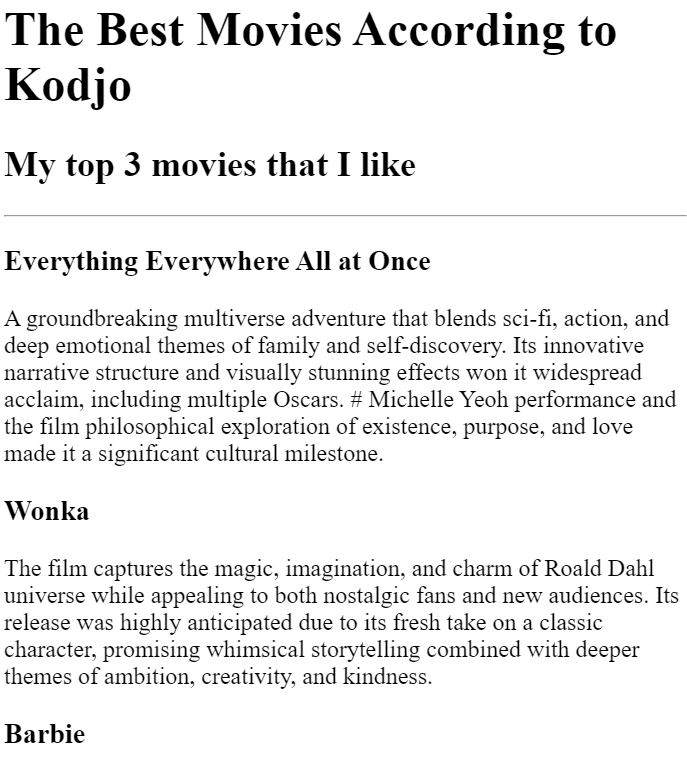 The Best Movies According to
Kodjo
My top 3 movies that I like
Everything Everywhere All at Once
A groundbreaking multiverse adventure that blends sci-fi, action, and
deep emotional themes of family and self-discovery. Its innovative
narrative structure and visually stunning effects won it widespread
acclaim, including multiple Oscars. # Michelle Yeoh performance and
the film philosophical exploration of existence, purpose, and love
made it a significant cultural milestone.
Wonka
The film captures the magic, imagination, and charm of Roald Dahl
universe while appealing to both nostalgic fans and new audiences. Its
release was highly anticipated due to its fresh take on a classic
character, promising whimsical storytelling combined with deeper
themes of ambition, creativity, and kindness.
Barbie